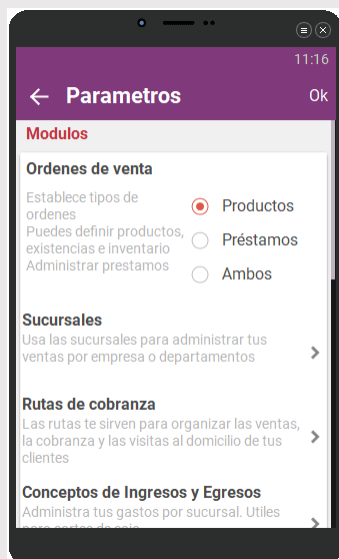 11:16
Parametros
Ok
Modulos
Ordenes de venta
Establece tipos de
ordenes
Puedes definir productos,
existencias e inventario
Administrar prestamos
Productos
Préstamos
Ambos
Sucursales
Usa las sucursales para administrar tus
ventas por empresa o departamentos
Rutas de cobranza
Las rutas te sirven para organizar las ventas,
la cobranza y las visitas al domicilio de tus
clientes
Conceptos de Ingresos y Egresos
Administra tus gastos por sucursal. Utiles